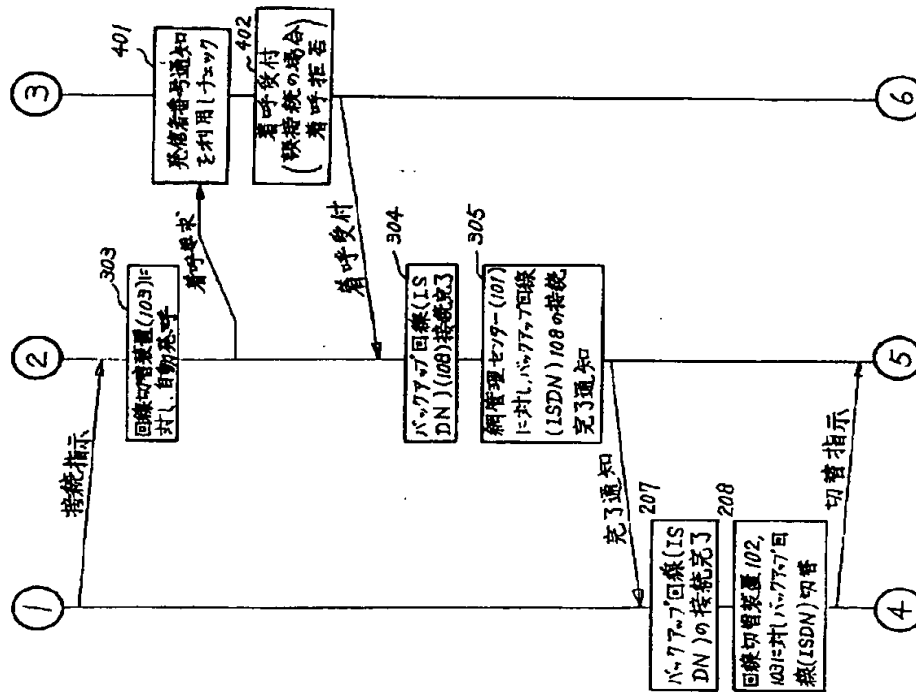 ①
②
③
接続指示
303
回線切替装置(103)に
対し、自動発呼
着呼要求
401
発信者番号通知
を利用しチェック
402
着呼受付
(誤接続の場合)
着呼拒否
着呼受付
304
バックアップ回線(IS
DN)(108)接続完了
305
網管理センター(101)
に対し、バックアップ回線
(ISDN)108の接続
完了通知
完了通知
207
バックアップ回線(IS
DN)の接続完了
208
回線切替装置102,
103に対しバックアップ回
線(ISDN)切替
切替指示
④
⑤
⑥